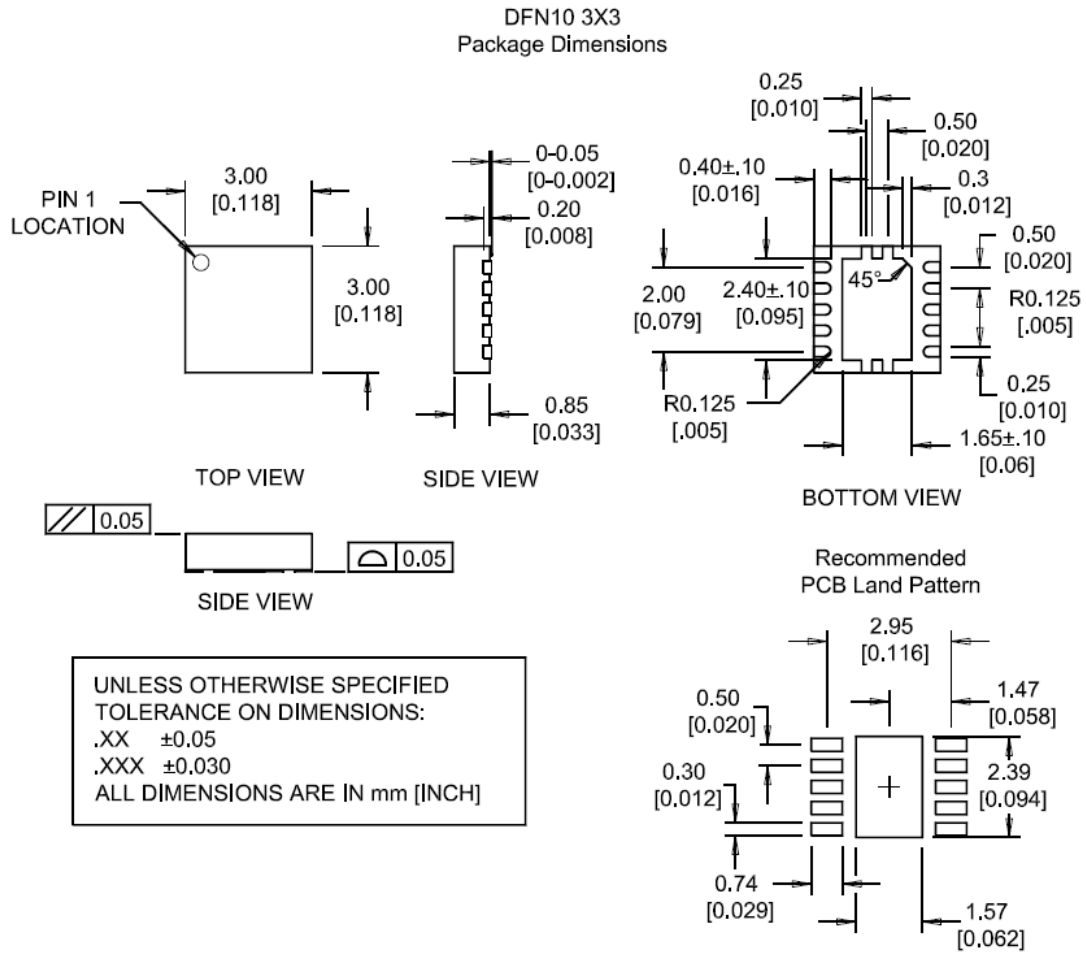 DFN10 3X3
Package Dimensions
0.25
[0.010]
0.50
[0.020]
0-0.05
[0-0.002]
0.40±.10
[0.016]
0.3
[0.012]
PIN 1
LOCATION
3.00
[0.118]
0.20
[0.008]
0.50
[0.020]
45°
3.00
[0.118]
2.00
[0.079]
2.40±.10
[0.095]
R0.125
[.005]
0.85
[0.033]
R0.125
[.005]
0.25
[0.010]
1.65±.10
[0.06]
TOP VIEW
SIDE VIEW
BOTTOM VIEW
// 0.05
⌓ 0.05
SIDE VIEW
Recommended
PCB Land Pattern
2.95
[0.116]
UNLESS OTHERWISE SPECIFIED
TOLERANCE ON DIMENSIONS:
.XX ±0.05
.XXX ±0.030
ALL DIMENSIONS ARE IN mm [INCH]
0.50
[0.020]
1.47
[0.058]
0.30
[0.012]
2.39
[0.094]
0.74
[0.029]
1.57
[0.062]